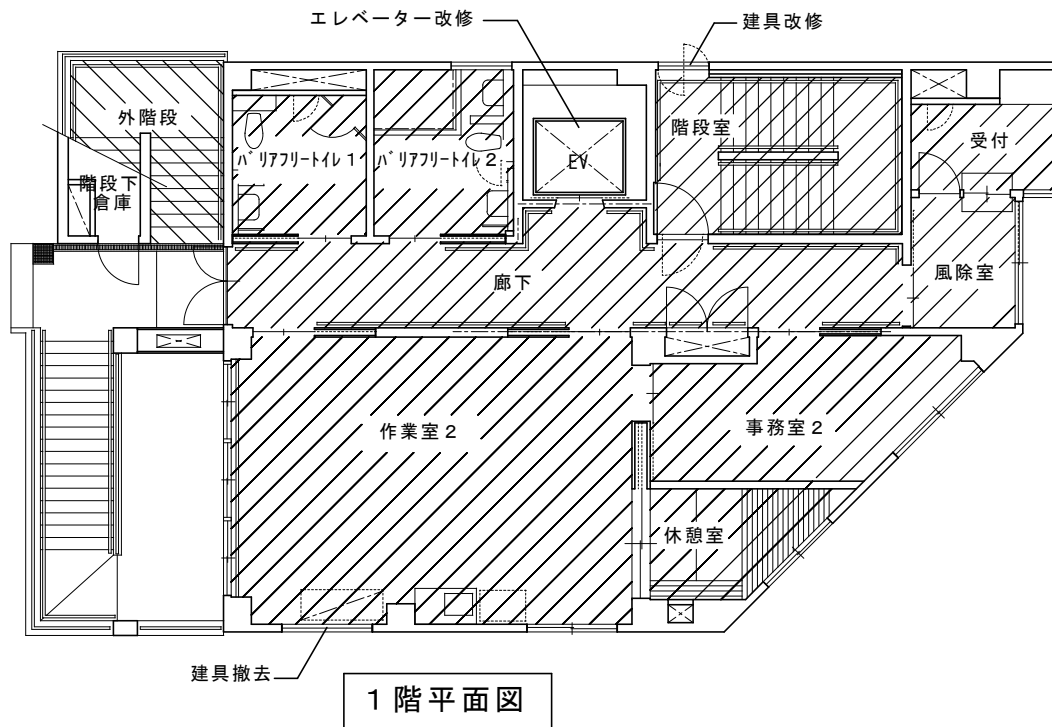 エレベーター改修
建具改修
外階段
階段室
受付
バリアフリートイレ1
バリアフリートイレ2
EV
階段下
倉庫
廊下
風除室
作業室2
事務室2
休憩室
建具撤去
1階平面図